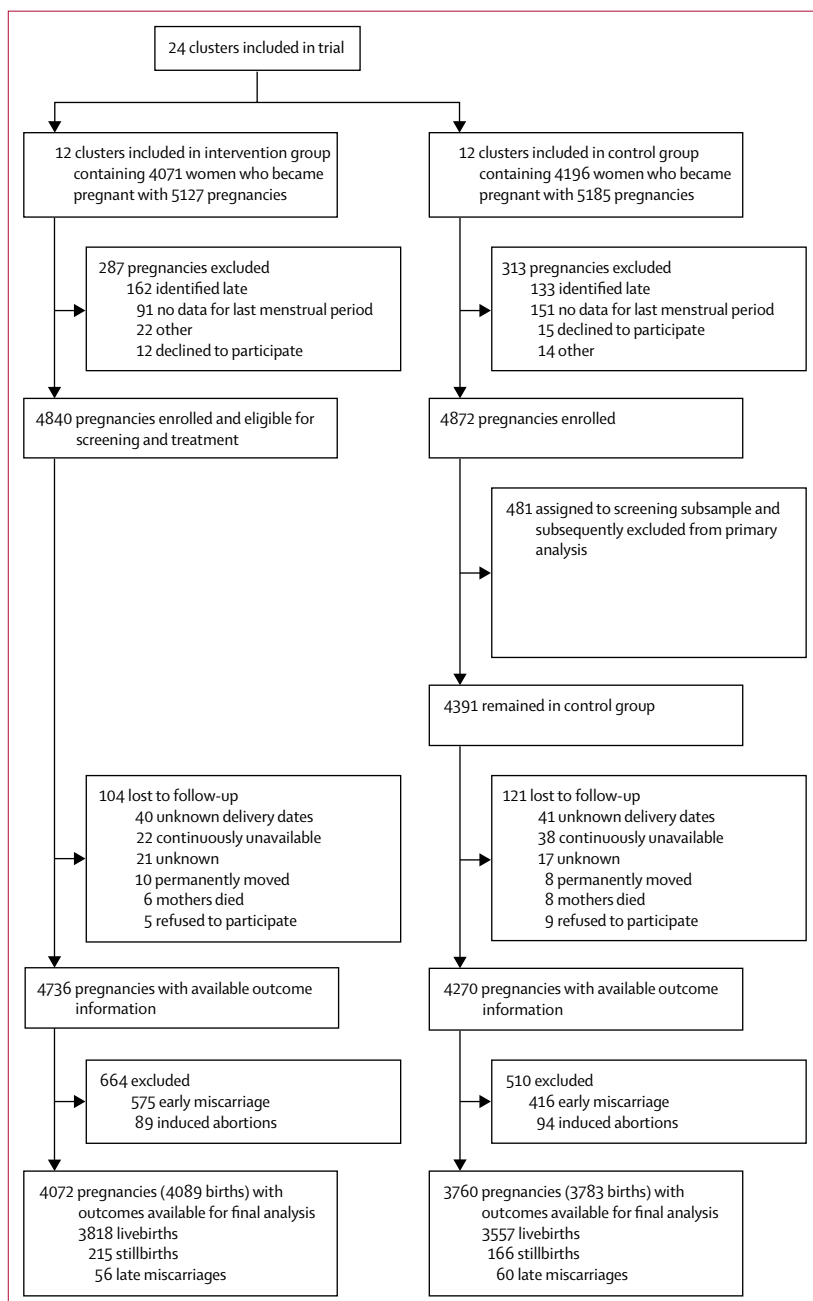 24 clusters included in trial
12 clusters included in intervention group
containing 4071 women who became
pregnant with 5127 pregnancies
12 clusters included in control group
containing 4196 women who became
pregnant with 5185 pregnancies
287 pregnancies excluded
162 identified late
91 no data for last menstrual period
22 other
12 declined to participate
313 pregnancies excluded
133 identified late
151 no data for last menstrual period
15 declined to participate
14 other
4840 pregnancies enrolled and eligible for
screening and treatment
4872 pregnancies enrolled
481 assigned to screening subsample and
subsequently excluded from primary
analysis
4391 remained in control group
104 lost to follow-up
40 unknown delivery dates
22 continuously unavailable
21 unknown
10 permanently moved
6 mothers died
5 refused to participate
121 lost to follow-up
41 unknown delivery dates
38 continuously unavailable
17 unknown
8 permanently moved
8 mothers died
9 refused to participate
4736 pregnancies with available outcome
information
4270 pregnancies with available outcome
information
664 excluded
575 early miscarriage
89 induced abortions
510 excluded
416 early miscarriage
94 induced abortions
4072 pregnancies (4089 births) with
outcomes available for final analysis
3818 livebirths
215 stillbirths
56 late miscarriages
3760 pregnancies (3783 births) with
outcomes available for final analysis
3557 livebirths
166 stillbirths
60 late miscarriages